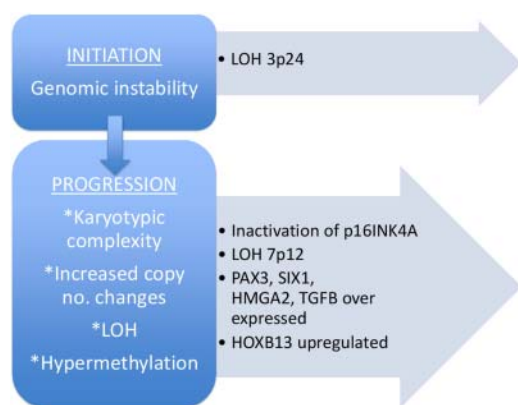 INITIATION
Genomic instability
• LOH 3p24
PROGRESSION
*Karyotypic
complexity
*Increased copy
no. changes
*LOH
*Hypermethylation
• Inactivation of p16INK4A
• LOH 7p12
• PAX3, SIX1,
HMGA2, TGFB over
expressed
• HOXB13 upregulated